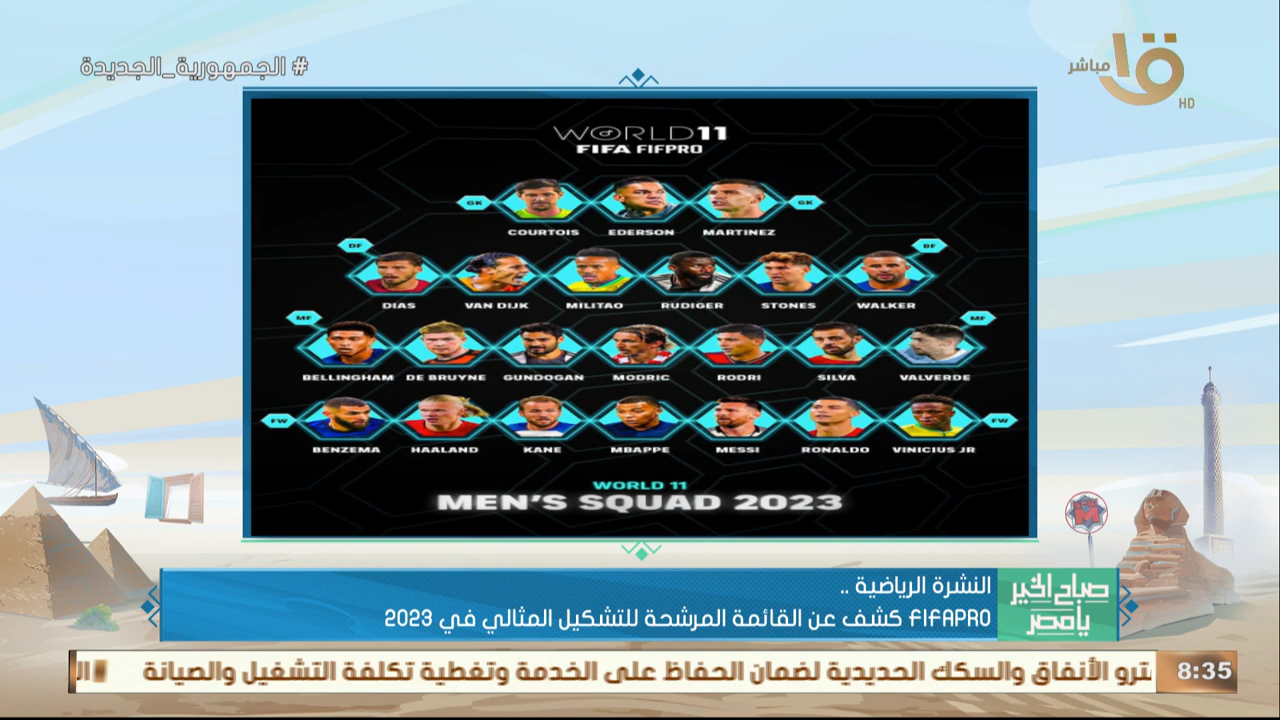 # الجمهورية_الجديدة
مباشر
HD
WORLD11
FIFA FIFPRO
GK GK
COURTOIS EDERSON MARTINEZ
DF DF
DIAS VAN DIJK MILITAO RUDIGER STONES WALKER
MF MF
BELLINGHAM DE BRUYNE GUNDOGAN MODRIC RODRI SILVA VALVERDE
FW FW
BENZEMA HAALAND KANE MBAPPE MESSI RONALDO VINICIUS JR
WORLD 11
MEN'S SQUAD 2023
M
صباح الخير
يا مصر
النشرة الرياضية ..
FIFAPRO كشف عن القائمة المرشحة للتشكيل المثالي في 2023
8:35
ترو الأنفاق والسكك الحديدية لضمان الحفاظ على الخدمة وتغطية تكلفة التشغيل والصيانة